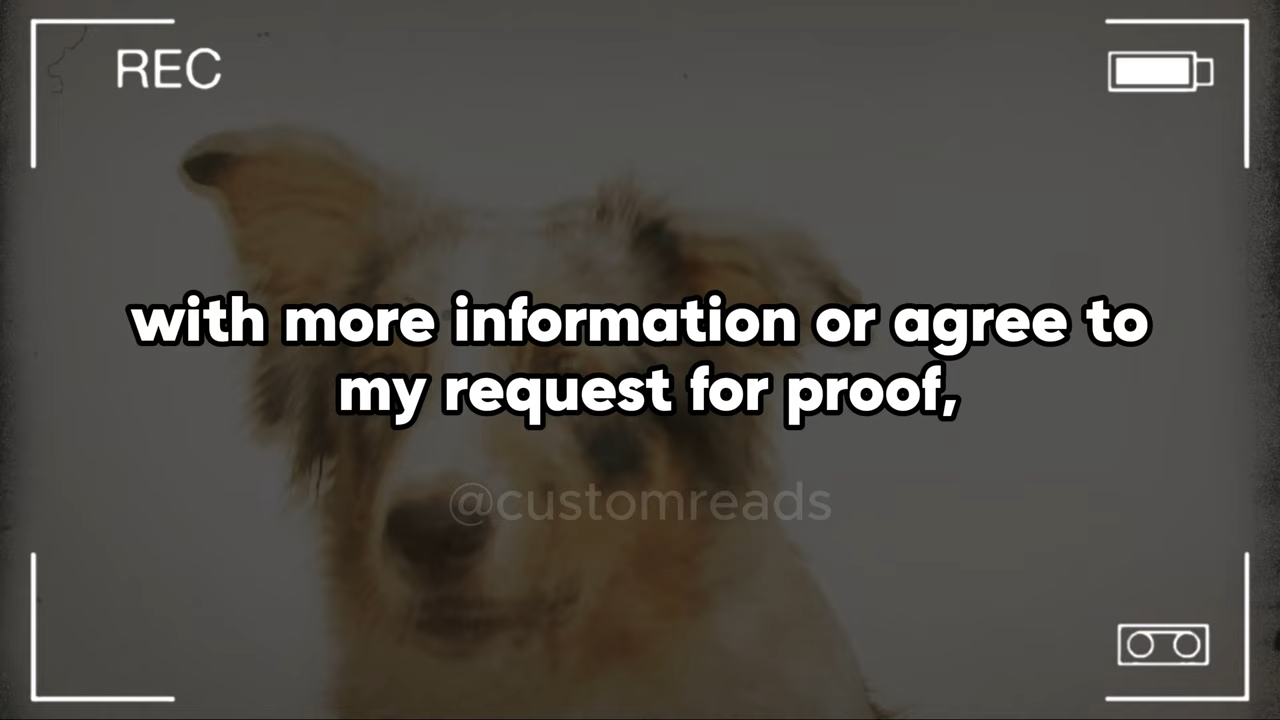 REC
with more information or agree to
my request for proof,
@customreads